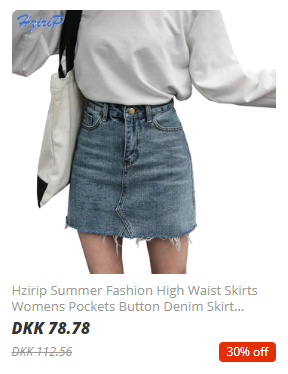 HziriP
Hzirip Summer Fashion High Waist Skirts
Womens Pockets Button Denim Skirt...
DKK 78.78
DKK 112.56
30% off